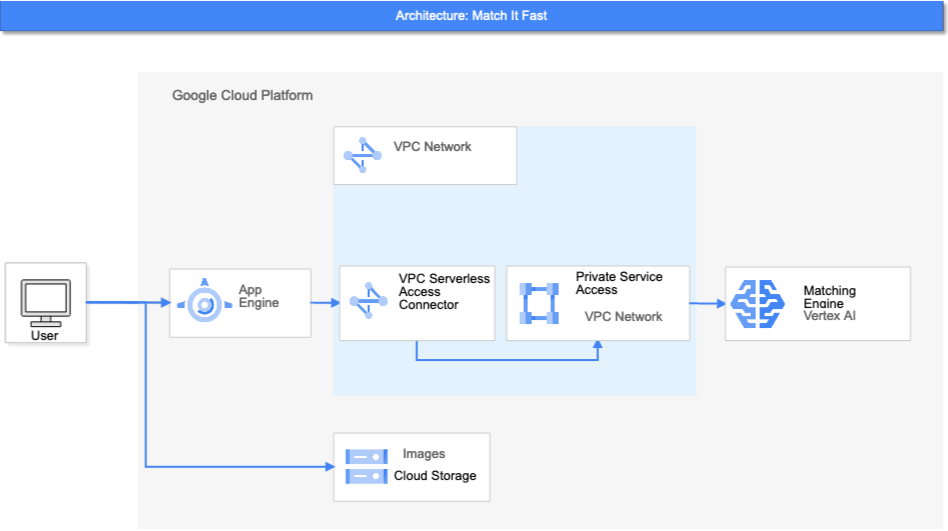 Architecture: Match It Fast
Google Cloud Platform
VPC Network
User
App
Engine
VPC Serverless
Access
Connector
Private Service
Access
VPC Network
Matching
Engine
Vertex AI
Images
Cloud Storage